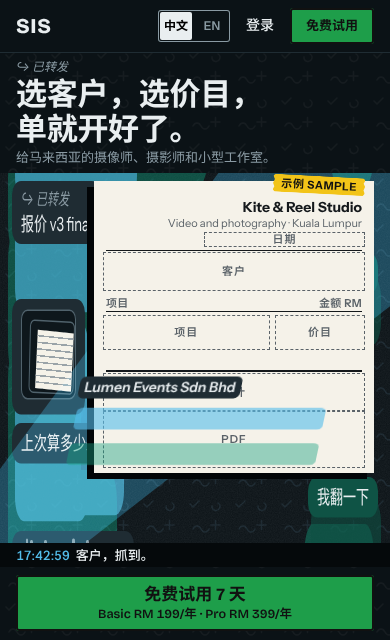 SIS
中文
EN
登录
免费试用
已转发
选客户，选价目，
单就开好了。
给马来西亚的摄像师、摄影师和小型工作室。
已转发
报价 v3 fina
示例 SAMPLE
Kite & Reel Studio
Video and photography · Kuala Lumpur
日期
客户
项目
金额 RM
项目
价目
Lumen Events Sdn Bhd
上次算多少
PDF
我翻一下
17:42:59 客户，抓到。
免费试用 7 天
Basic RM 199/年 · Pro RM 399/年